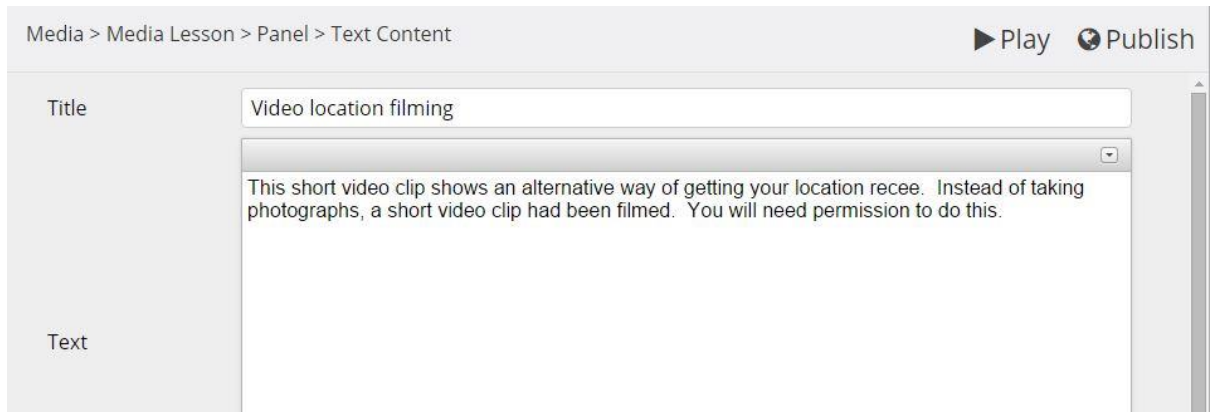 Media > Media Lesson > Panel > Text Content
Play Publish
Title
Video location filming
This short video clip shows an alternative way of getting your location recee.  Instead of taking
photographs, a short video clip had been filmed.  You will need permission to do this.
Text